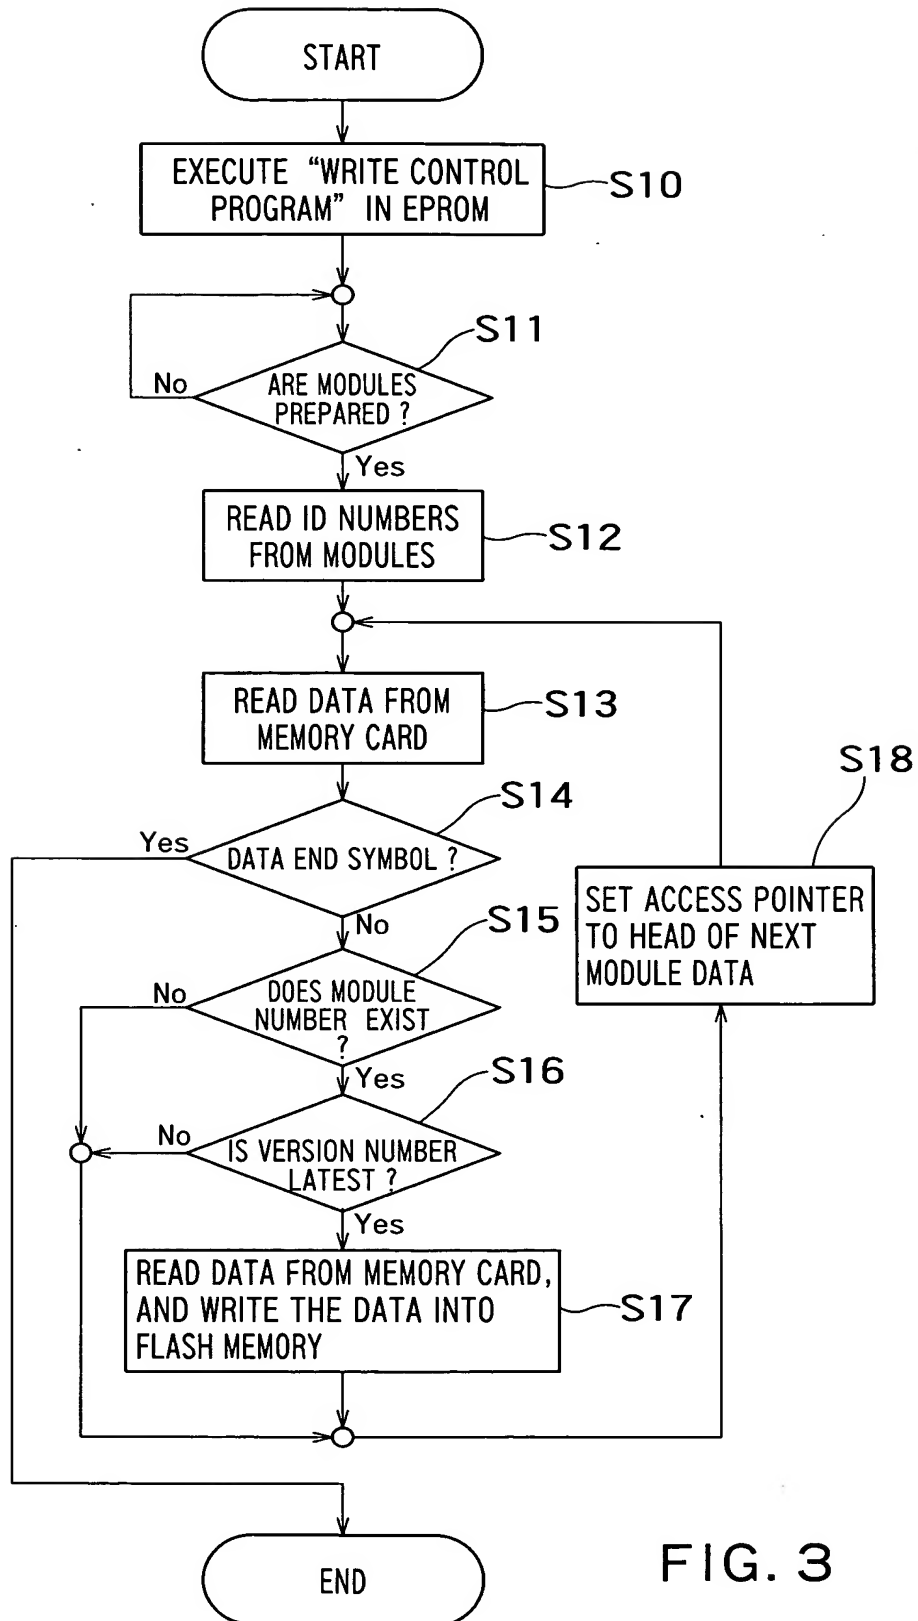 START
EXECUTE "WRITE CONTROL
PROGRAM" IN EPROM
S10
S11
No
ARE MODULES
PREPARED ?
Yes
READ ID NUMBERS
FROM MODULES
S12
READ DATA FROM
MEMORY CARD
S13
S18
S14
Yes
DATA END SYMBOL ?
SET ACCESS POINTER
TO HEAD OF NEXT
MODULE DATA
No
S15
No
DOES MODULE
NUMBER EXIST
?
Yes
S16
No
IS VERSION NUMBER
LATEST ?
Yes
READ DATA FROM MEMORY CARD,
AND WRITE THE DATA INTO
FLASH MEMORY
S17
END
FIG. 3